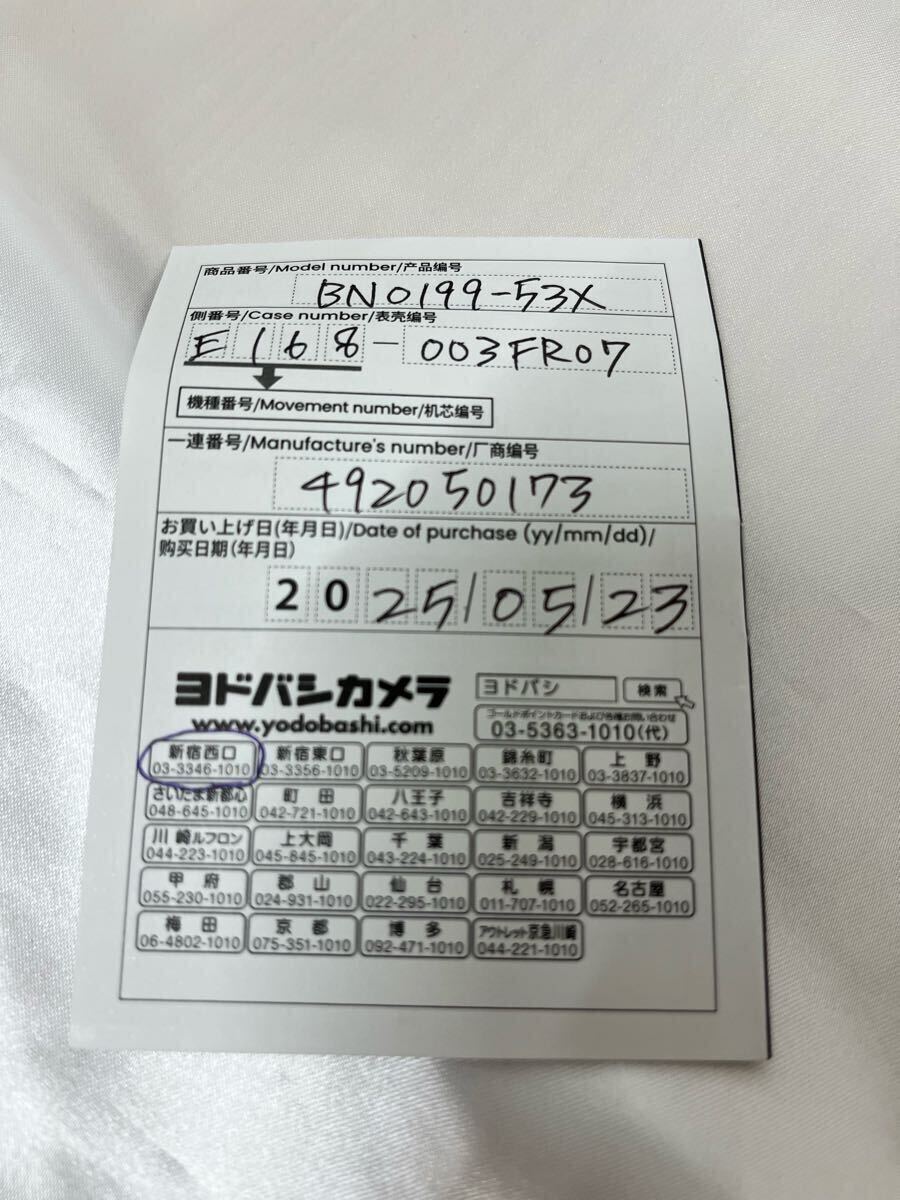 商品番号/Model number/产品编号
BN0199-53X
側番号/Case number/表壳编号
E168-003FR07
機種番号/Movement number/机芯编号
一連番号/Manufacture's number/厂商编号
492050173
お買い上げ日(年月日)/Date of purchase (yy/mm/dd)/
购买日期(年月日)
2025/05/23
ヨドバシカメラ
www.yodobashi.com
ヨドバシ 検索
ゴールドポイントカードおよび各種お問い合わせ
03-5363-1010(代)
新宿西口 新宿東口 秋葉原 錦糸町 上野
03-3346-1010 03-3356-1010 03-5209-1010 03-3632-1010 03-3837-1010
さいたま新都心 町田 八王子 吉祥寺 横浜
048-645-1010 042-721-1010 042-643-1010 042-229-1010 045-313-1010
川崎ルフロン 上大岡 千葉 新潟 宇都宮
044-223-1010 045-845-1010 043-224-1010 025-249-1010 028-616-1010
甲府 郡山 仙台 札幌 名古屋
055-230-1010 024-931-1010 022-295-1010 011-707-1010 052-265-1010
梅田 京都 博多 アウトレット京急川崎
06-4802-1010 075-351-1010 092-471-1010 044-221-1010